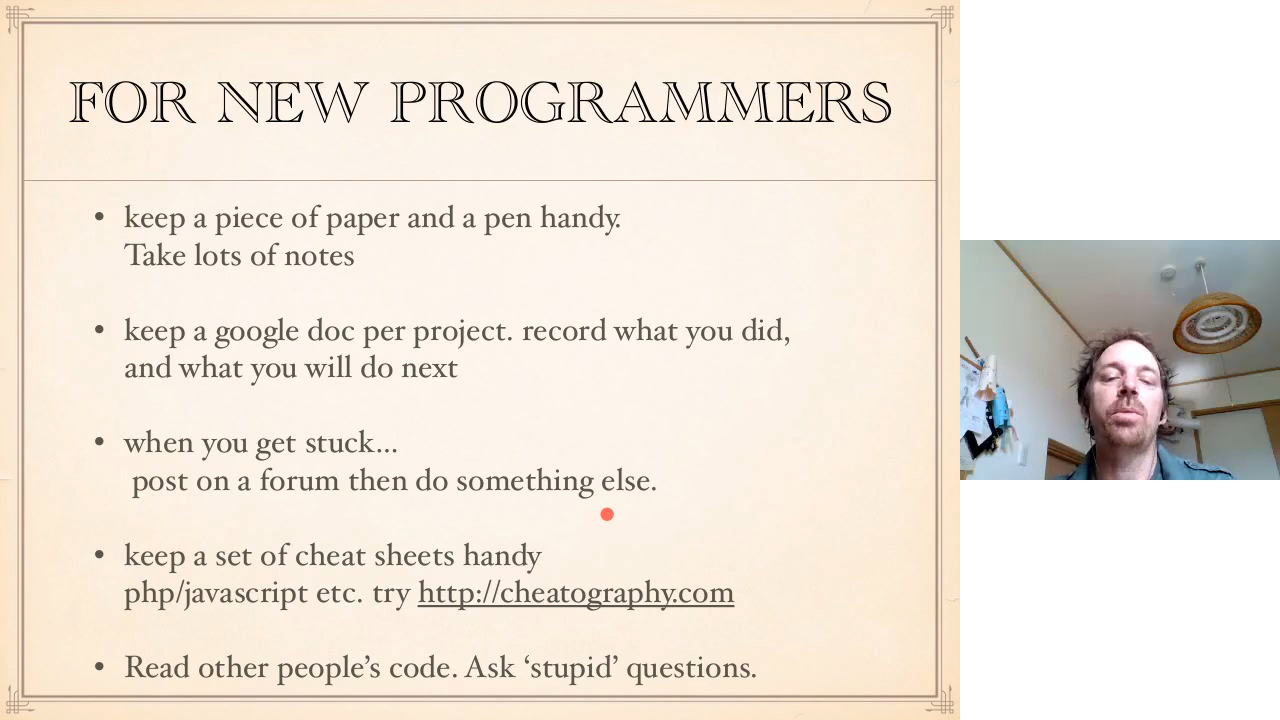 FOR NEW PROGRAMMERS
• keep a piece of paper and a pen handy.
Take lots of notes
• keep a google doc per project. record what you did,
and what you will do next
• when you get stuck...
post on a forum then do something else.
• keep a set of cheat sheets handy
php/javascript etc. try http://cheatography.com
• Read other people’s code. Ask ‘stupid’ questions.